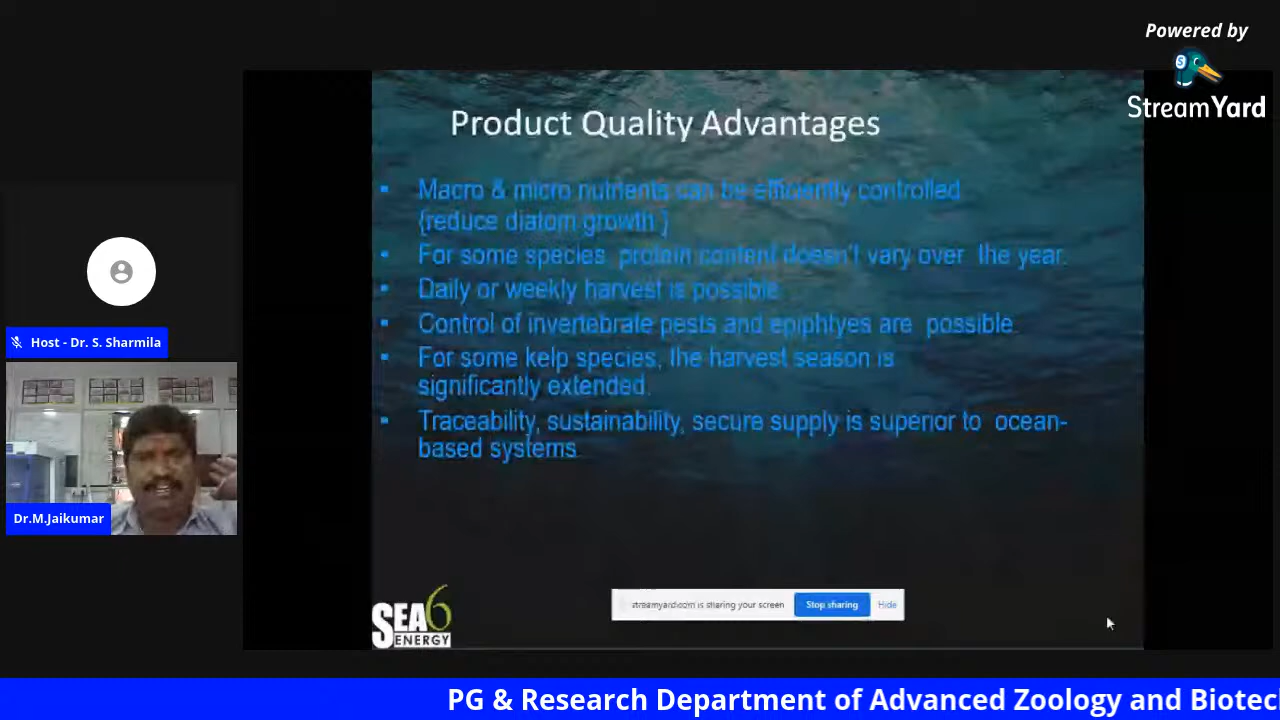 Powered by
StreamYard
Product Quality Advantages
Macro & micro nutrients can be efficiently controlled
{reduce diatom growth }
For some species, protein content doesn't vary over the year.
Daily or weekly harvest is possible.
Control of invertebrate pests and epiphtyes are possible.
For some kelp species, the harvest season is
significantly extended.
Traceability, sustainability, secure supply is superior to ocean-
based systems.
Host - Dr. S. Sharmila
Dr.M.Jaikumar
SEA6
ENERGY
streamyard.com is sharing your screen
Stop sharing
Hide
PG & Research Department of Advanced Zoology and Biotec